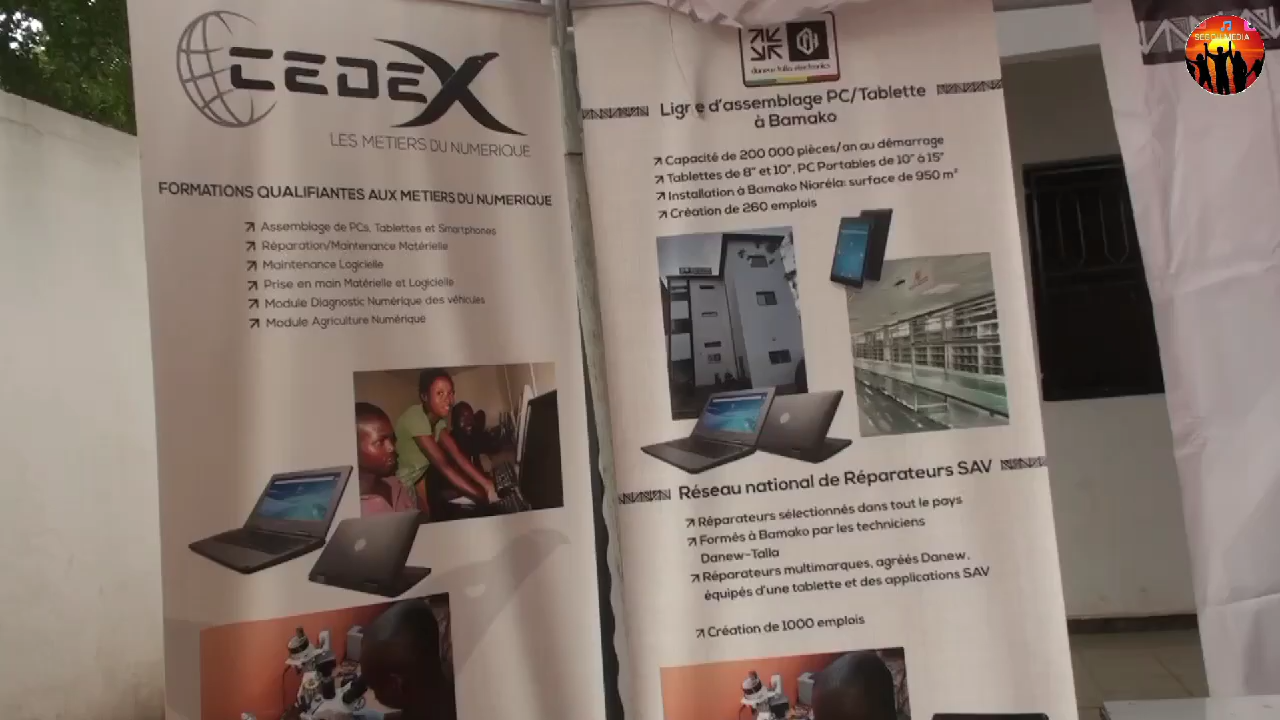 CEDEX
LES METIERS DU NUMERIQUE
FORMATIONS QUALIFIANTES AUX METIERS DU NUMERIQUE
Assemblage de PCs, Tablettes et Smartphones
Réparation/Maintenance Matérielle
Maintenance Logicielle
Prise en main Matérielle et Logicielle
Module Diagnostic Numérique des véhicules
Module Agriculture Numérique
danew talla electronics
Ligne d'assemblage PC/Tablette
à Bamako
Capacité de 200 000 pièces/an au démarrage
Tablettes de 8" et 10", PC Portables de 10" à 15"
Installation à Bamako Niaréla: surface de 950 m²
Création de 260 emplois
Réseau national de Réparateurs SAV
Réparateurs sélectionnés dans tout le pays
Formés à Bamako par les techniciens
Danew-Talla
Réparateurs multimarques, agréés Danew,
équipés d'une tablette et des applications SAV
Création de 1000 emplois
SEGOU MEDIA